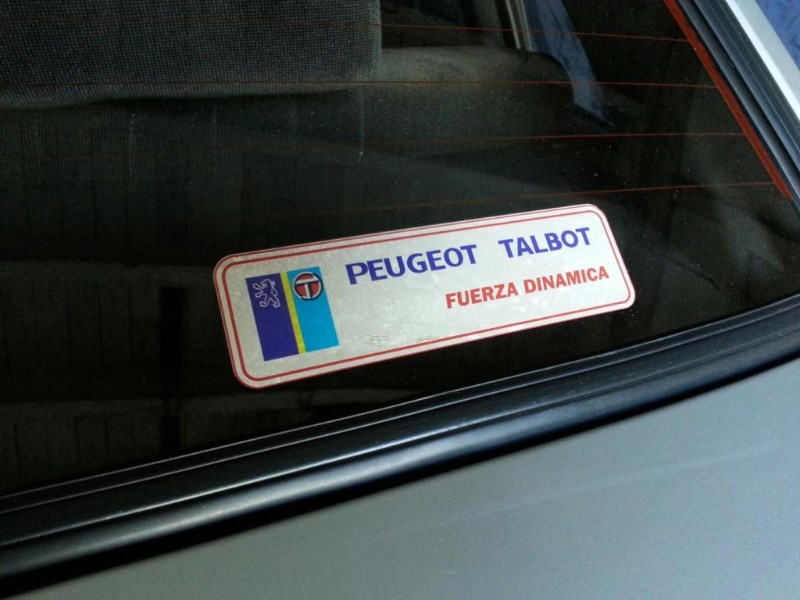 PEUGEOT TALBOT
FUERZA DINAMICA
T